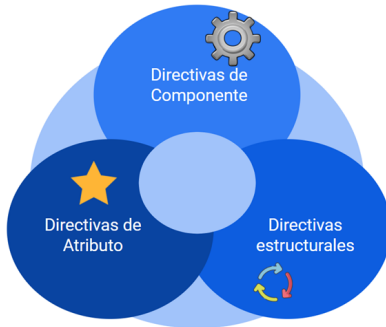 Directivas de
Componente
Directivas de
Atributo
Directivas
estructurales